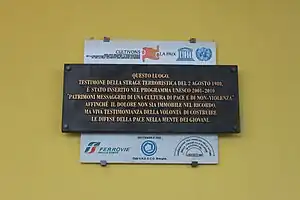 CULTIVONS
LA PAIX
QUESTO LUOGO,
TESTIMONE DELLA STRAGE TERRORISTICA DEL 2 AGOSTO 1980,
È STATO INSERITO NEL PROGRAMMA UNESCO 2001-2010
"PATRIMONI MESSAGGERI DI UNA CULTURA DI PACE E DI NON-VIOLENZA"
AFFINCHÉ IL DOLORE NON SIA IMMOBILE NEL RICORDO,
MA VIVA TESTIMONIANZA DELLA VOLONTÀ DI COSTRUIRE
LE DIFESE DELLA PACE NELLA MENTE DEI GIOVANI.
FERROVIE